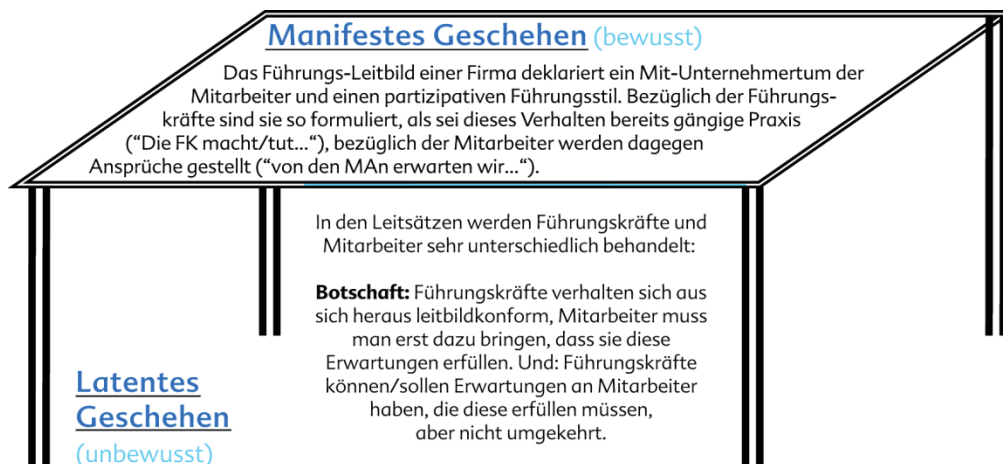 Manifestes Geschehen (bewusst)
Das Führungs-Leitbild einer Firma deklariert ein Mit-Unternehmertum der
Mitarbeiter und einen partizipativen Führungsstil. Bezüglich der Führungs-
kräfte sind sie so formuliert, als sei dieses Verhalten bereits gängige Praxis
(“Die FK macht/tut...“), bezüglich der Mitarbeiter werden dagegen
Ansprüche gestellt (“von den MAn erwarten wir...“).
In den Leitsätzen werden Führungskräfte und
Mitarbeiter sehr unterschiedlich behandelt:
Botschaft: Führungskräfte verhalten sich aus
sich heraus leitbildkonform, Mitarbeiter muss
man erst dazu bringen, dass sie diese
Erwartungen erfüllen. Und: Führungskräfte
können/sollen Erwartungen an Mitarbeiter
haben, die diese erfüllen müssen,
aber nicht umgekehrt.
Latentes
Geschehen
(unbewusst)